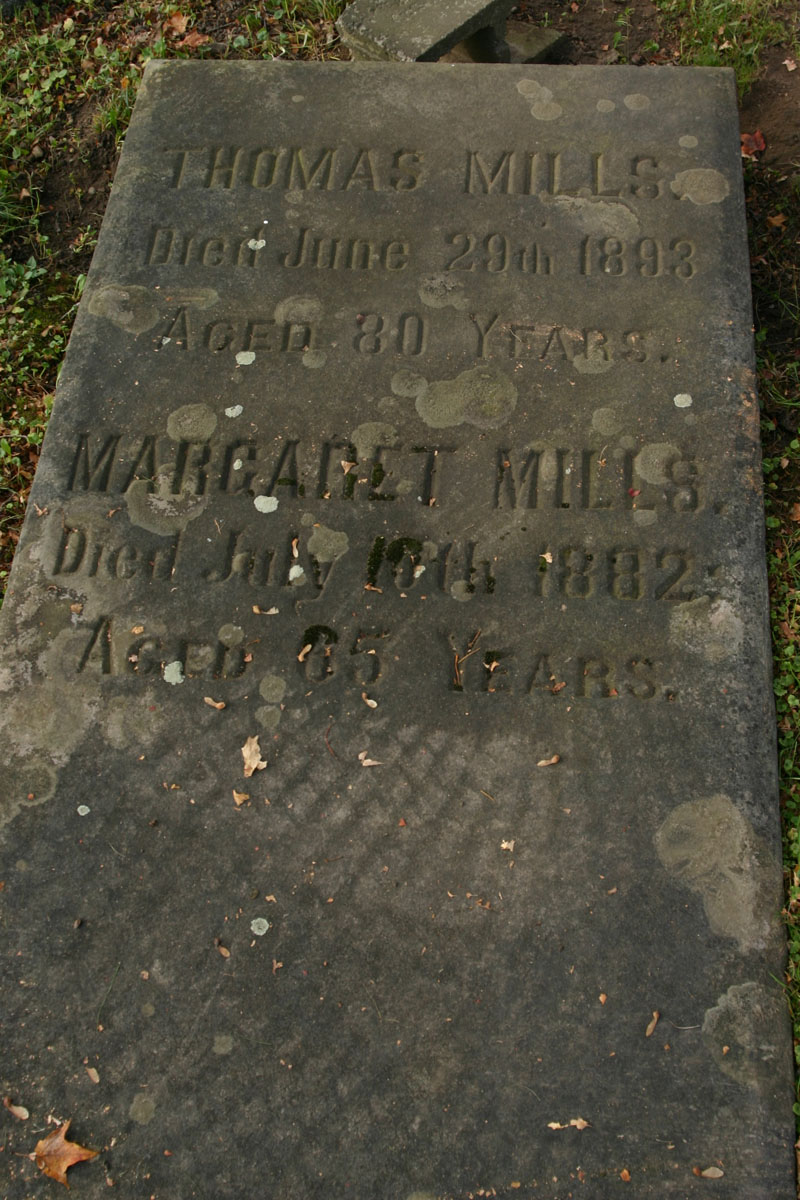 THOMAS MILLS.
Died June 29th 1893
AGED 80 YEARS.
MARGARET MILLS.
Died July 10th 1882.
AGED 65 YEARS.